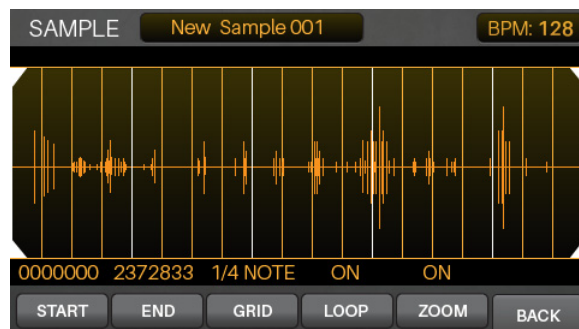 SAMPLE New Sample 001 BPM: 128
0000000 2372833 1/4 NOTE ON ON
START END GRID LOOP ZOOM BACK